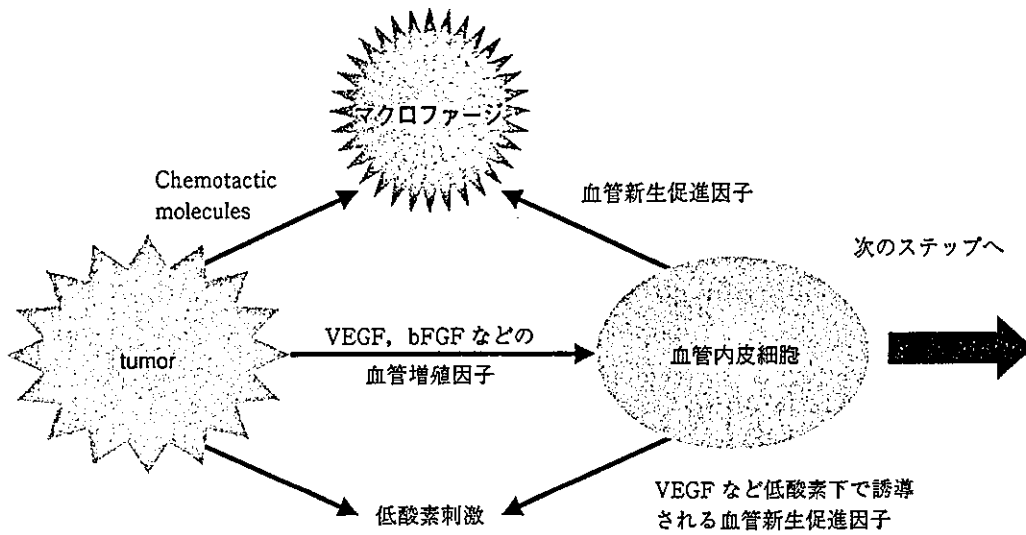 マクロファージ
Chemotactic
molecules
血管新生促進因子
次のステップへ
tumor
VEGF，bFGF などの
血管増殖因子
血管内皮細胞
低酸素刺激
VEGF など低酸素下で誘導
される血管新生促進因子